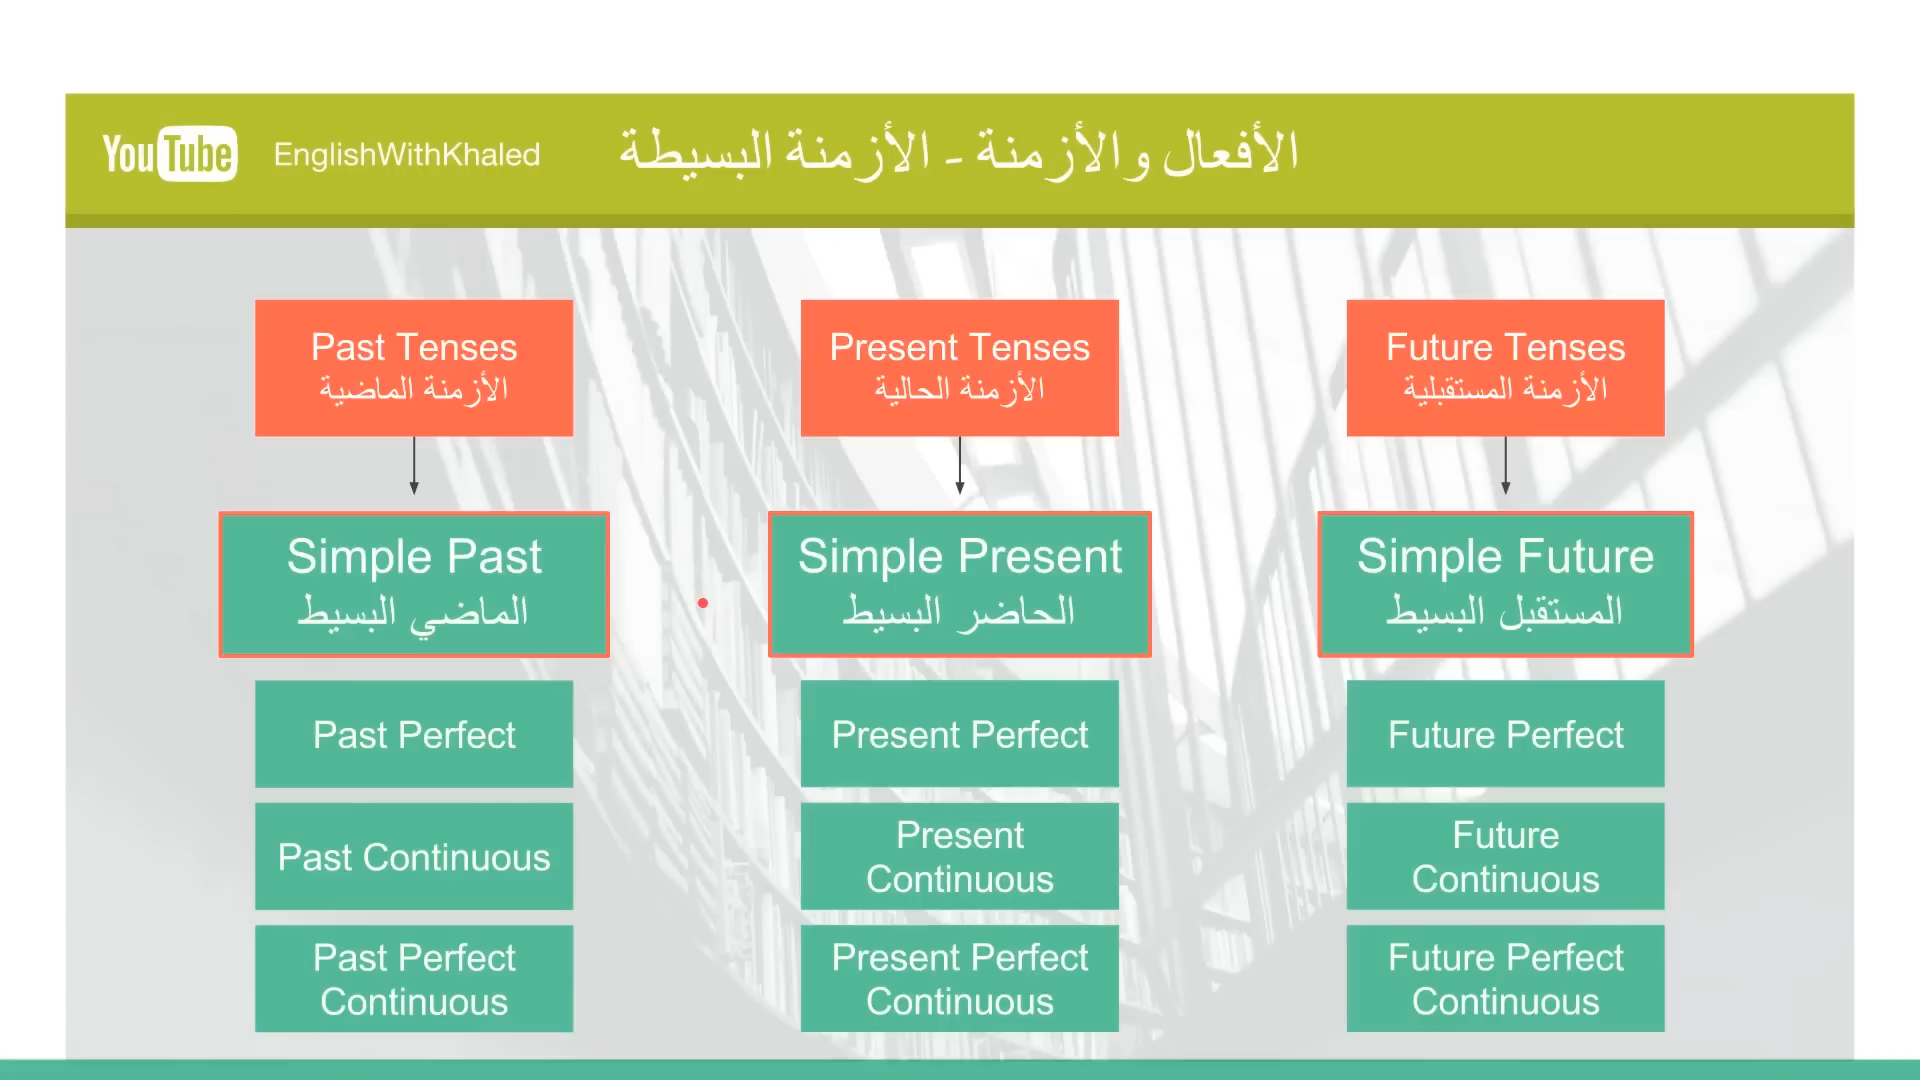 YouTube
EnglishWithKhaled
الأفعال والأزمنة - الأزمنة البسيطة
Past Tenses
الأزمنة الماضية
Present Tenses
الأزمنة الحالية
Future Tenses
الأزمنة المستقبلية
Simple Past
الماضي البسيط
Simple Present
الحاضر البسيط
Simple Future
المستقبل البسيط
Past Perfect
Present Perfect
Future Perfect
Past Continuous
Present
Continuous
Future
Continuous
Past Perfect
Continuous
Present Perfect
Continuous
Future Perfect
Continuous